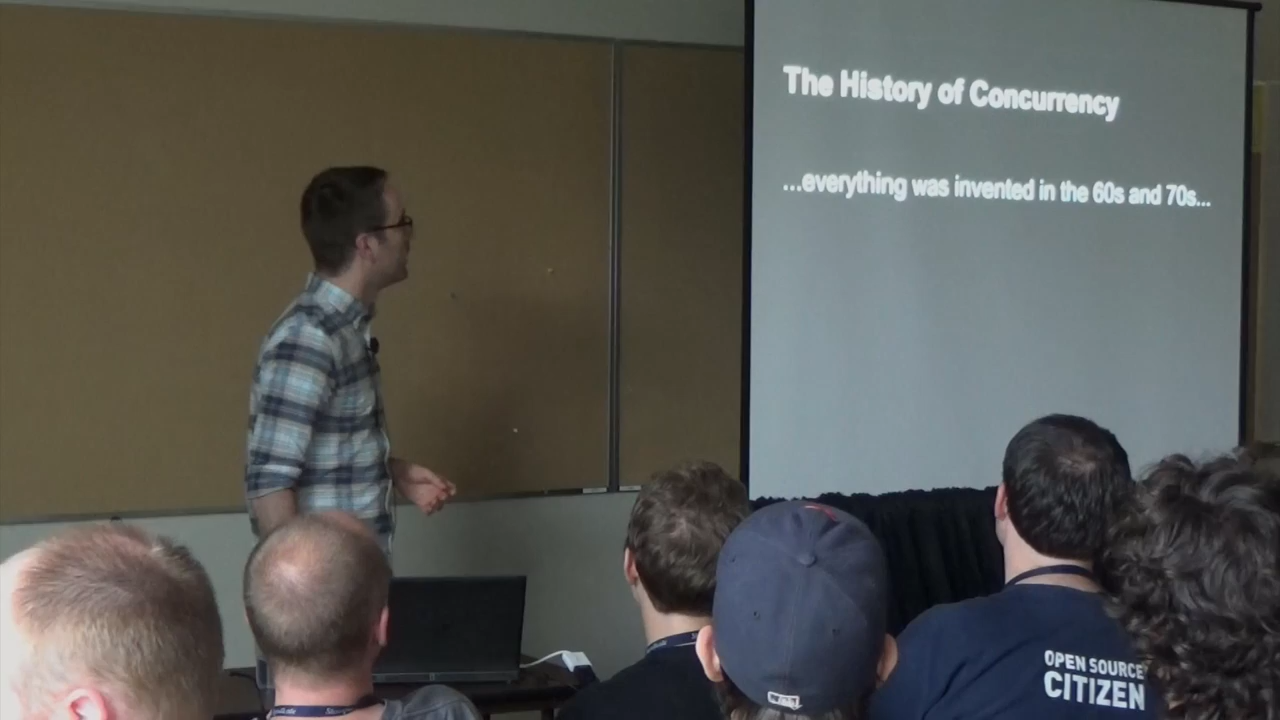 The History of Concurrency
...everything was invented in the 60s and 70s...
OPEN SOURCE
CITIZEN